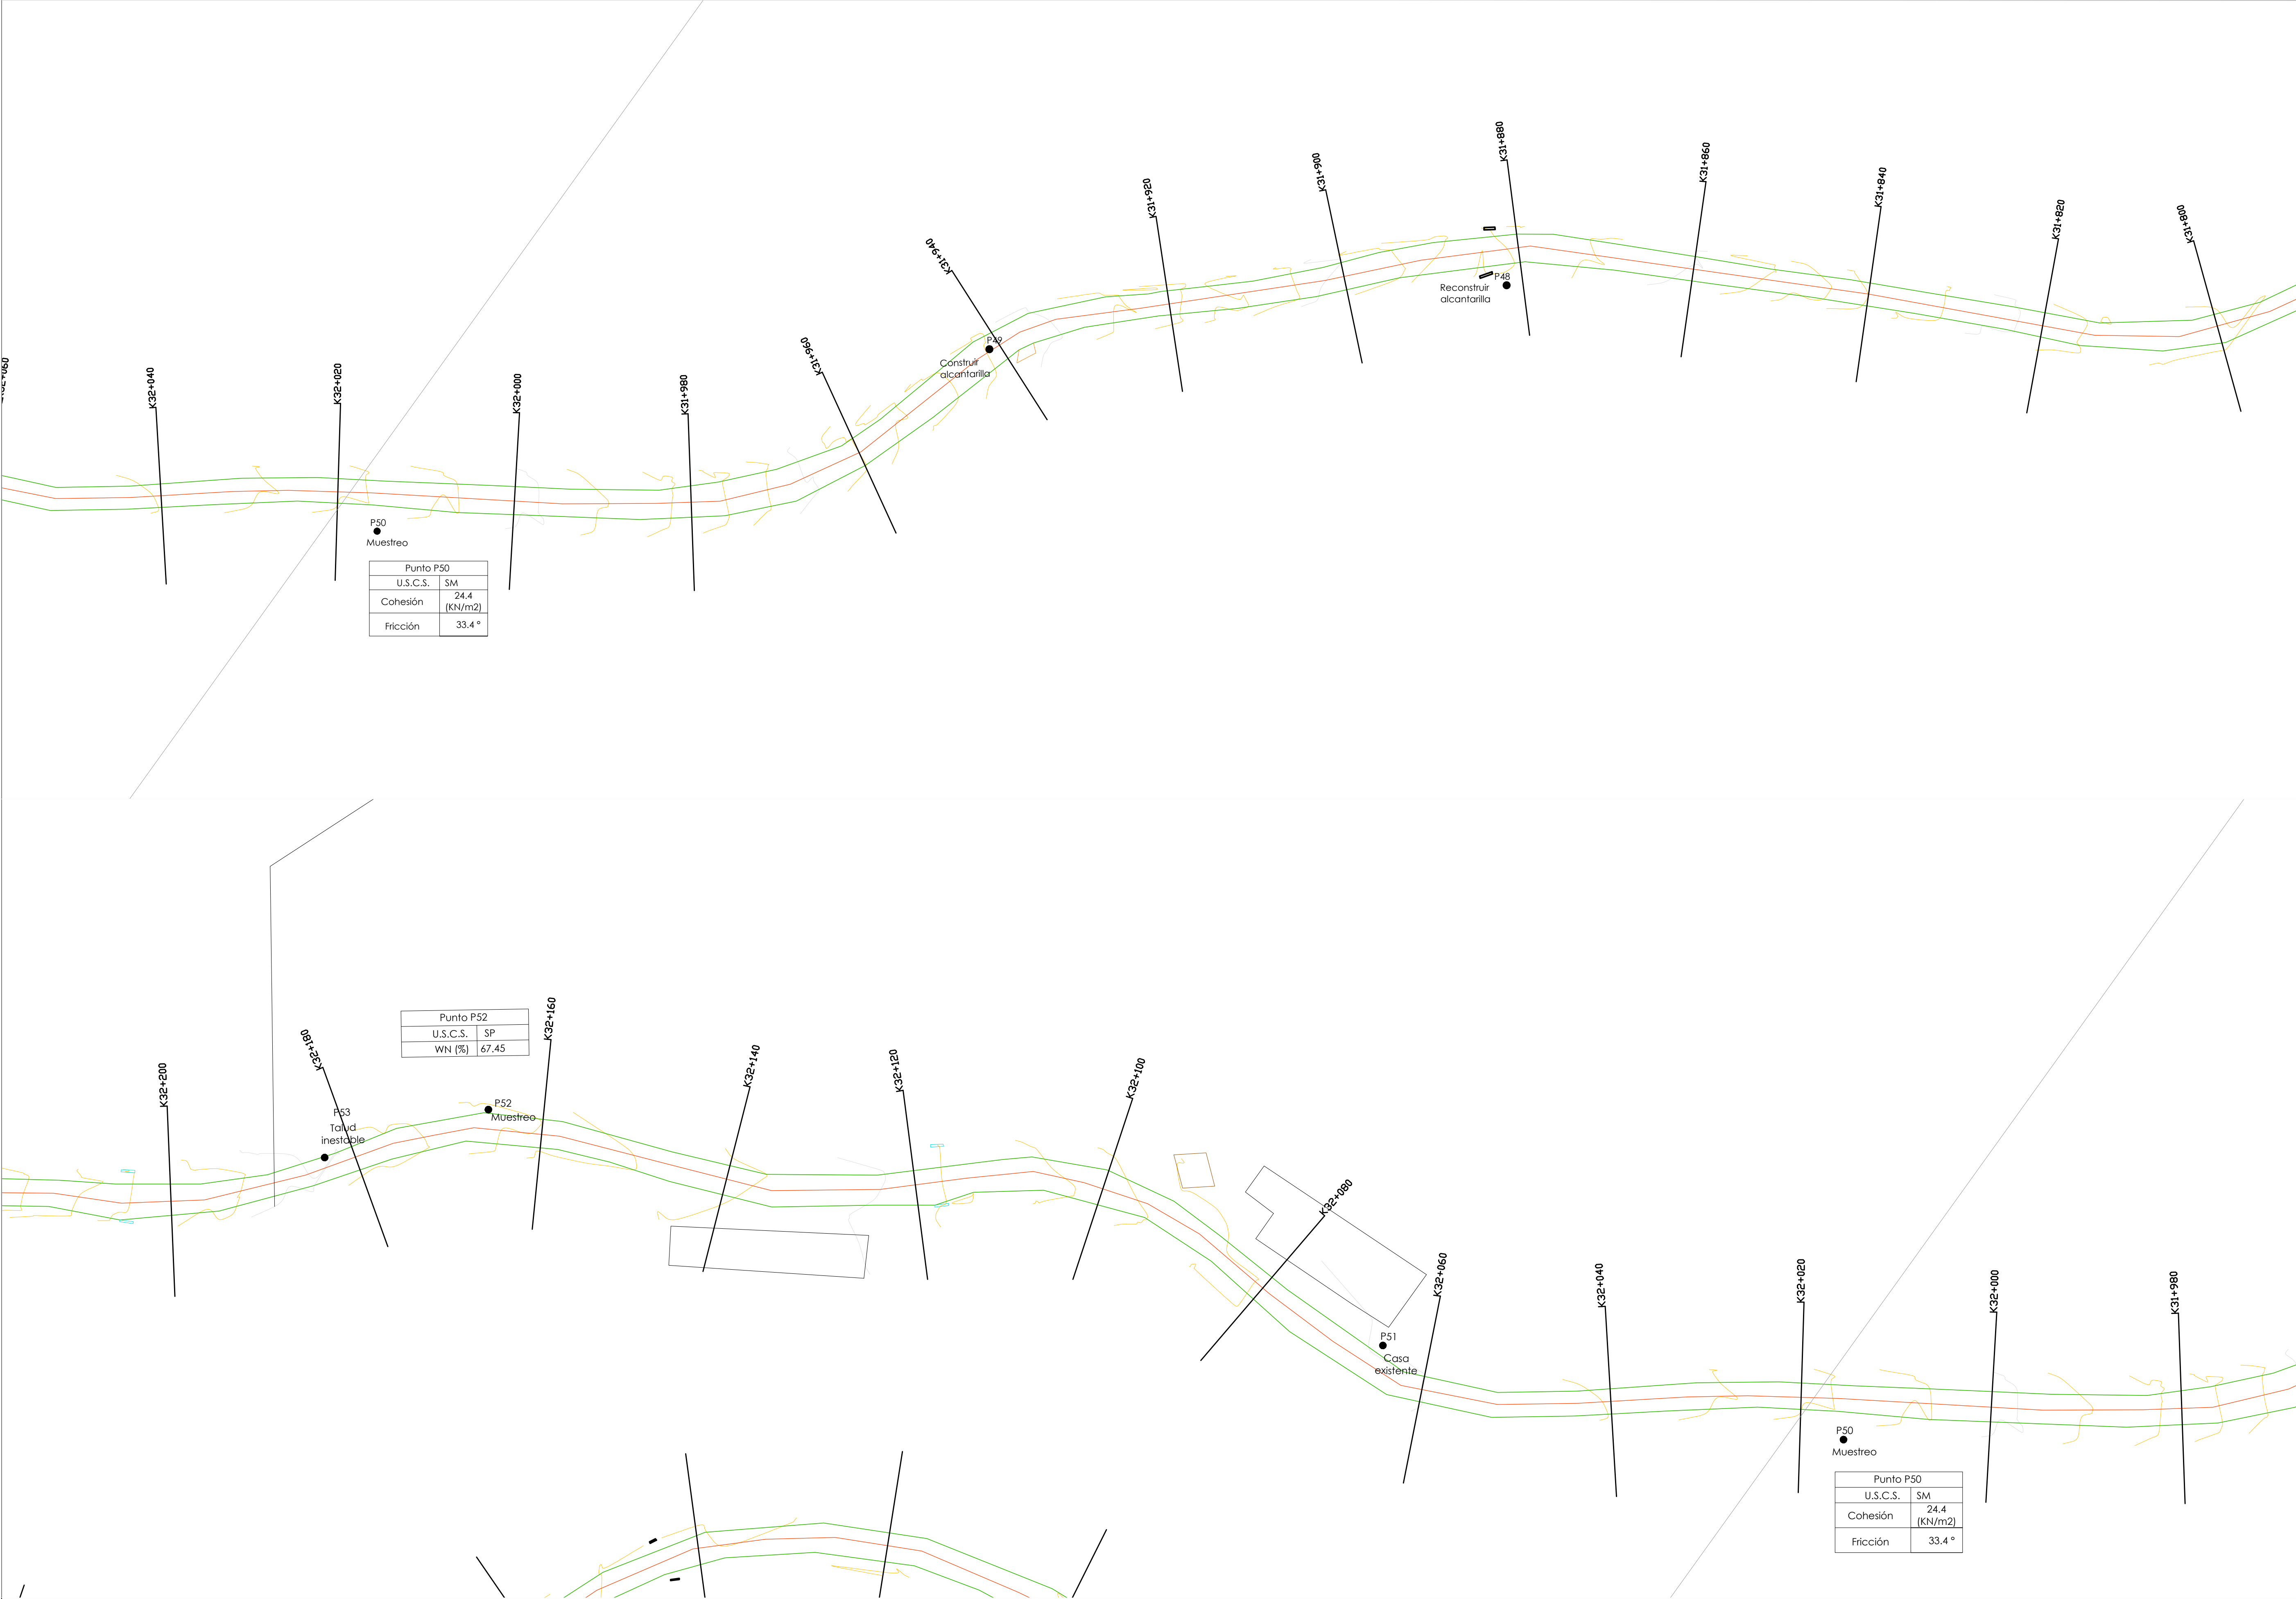 K31+880
K31+860
K31+900
K31+840
K31+920
K31+820
K31+800
K31+940
P48
Reconstruir
alcantarilla
P49
Construir
alcantarilla
K31+960
K32+060
K32+040
K32+020
K32+000
K31+980
P50
Muestreo
Punto P50
U.S.C.S. SM
Cohesión 24.4
(KN/m2)
Fricción 33.4 °
Punto P52
U.S.C.S. SP
WN (%) 67.45
K32+200
K32+180
K32+160
K32+140
K32+120
K32+100
P53
Talud
inestable
P52
Muestreo
K32+080
K32+060
K32+040
K32+020
K32+000
K31+980
P51
Casa
existente
P50
Muestreo
Punto P50
U.S.C.S. SM
Cohesión 24.4
(KN/m2)
Fricción 33.4 °